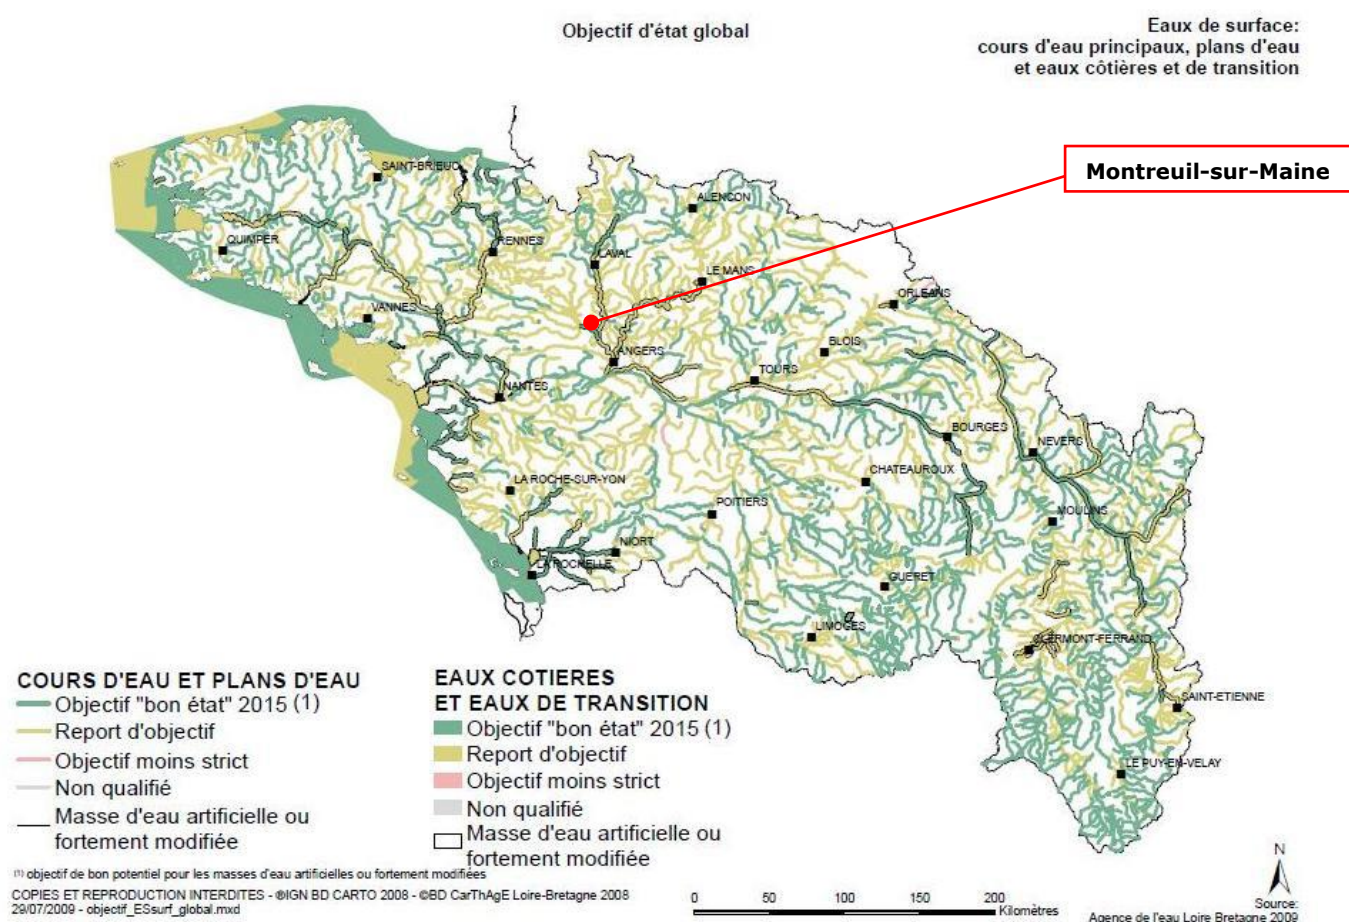 Objectif d'état global
Eaux de surface:
cours d'eau principaux, plans d'eau
et eaux côtières et de transition
Montreuil-sur-Maine
SAINT-BRIEUC
ALENCON
QUIMPER
RENNES
LAVAL
LE MANS
ORLEANS
VANNES
BLOIS
ANGERS
TOURS
NANTES
BOURGES
NEVERS
CHATEAUROUX
LA ROCHE-SUR-YON
POITIERS
MOULINS
NIORT
LA ROCHELLE
GUERET
LIMOGES
CLERMONT-FERRAND
SAINT-ETIENNE
LE PUY-EN-VELAY
COURS D'EAU ET PLANS D'EAU
Objectif "bon état" 2015 (1)
Report d'objectif
Objectif moins strict
Non qualifié
Masse d'eau artificielle ou
fortement modifiée
EAUX COTIERES
ET EAUX DE TRANSITION
Objectif "bon état" 2015 (1)
Report d'objectif
Objectif moins strict
Non qualifié
Masse d'eau artificielle ou
fortement modifiée
(1) objectif de bon potentiel pour les masses d'eau artificielles ou fortement modifiées
COPIES ET REPRODUCTION INTERDITES - ®IGN BD CARTO 2008 - ©BD CarThAgE Loire-Bretagne 2008
29/07/2009 - objectif_ESsurf_global.mxd
0 50 100 150 200
Kilomètres
N
Source:
Agence de l'eau Loire Bretagne 2009